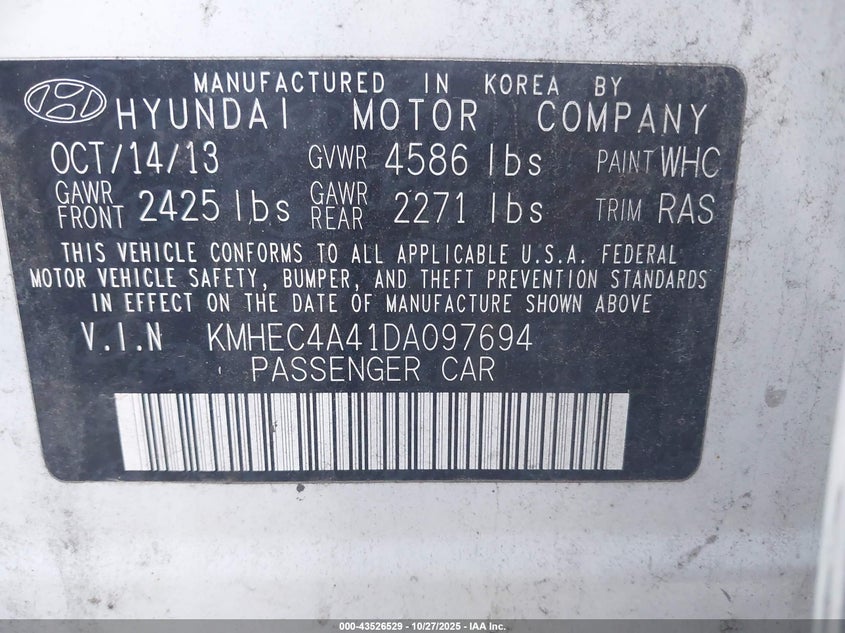 MANUFACTURED IN KOREA BY
HYUNDAI MOTOR COMPANY
OCT/14/13 GVWR 4586 lbs PAINT WHC
GAWR FRONT 2425 lbs GAWR REAR 2271 lbs TRIM RAS
THIS VEHICLE CONFORMS TO ALL APPLICABLE U.S.A. FEDERAL
MOTOR VEHICLE SAFETY, BUMPER, AND THEFT PREVENTION STANDARDS
IN EFFECT ON THE DATE OF MANUFACTURE SHOWN ABOVE
V.I.N KMHEC4A41DA097694
PASSENGER CAR
000-43526529 - 10/27/2025 - IAA Inc.